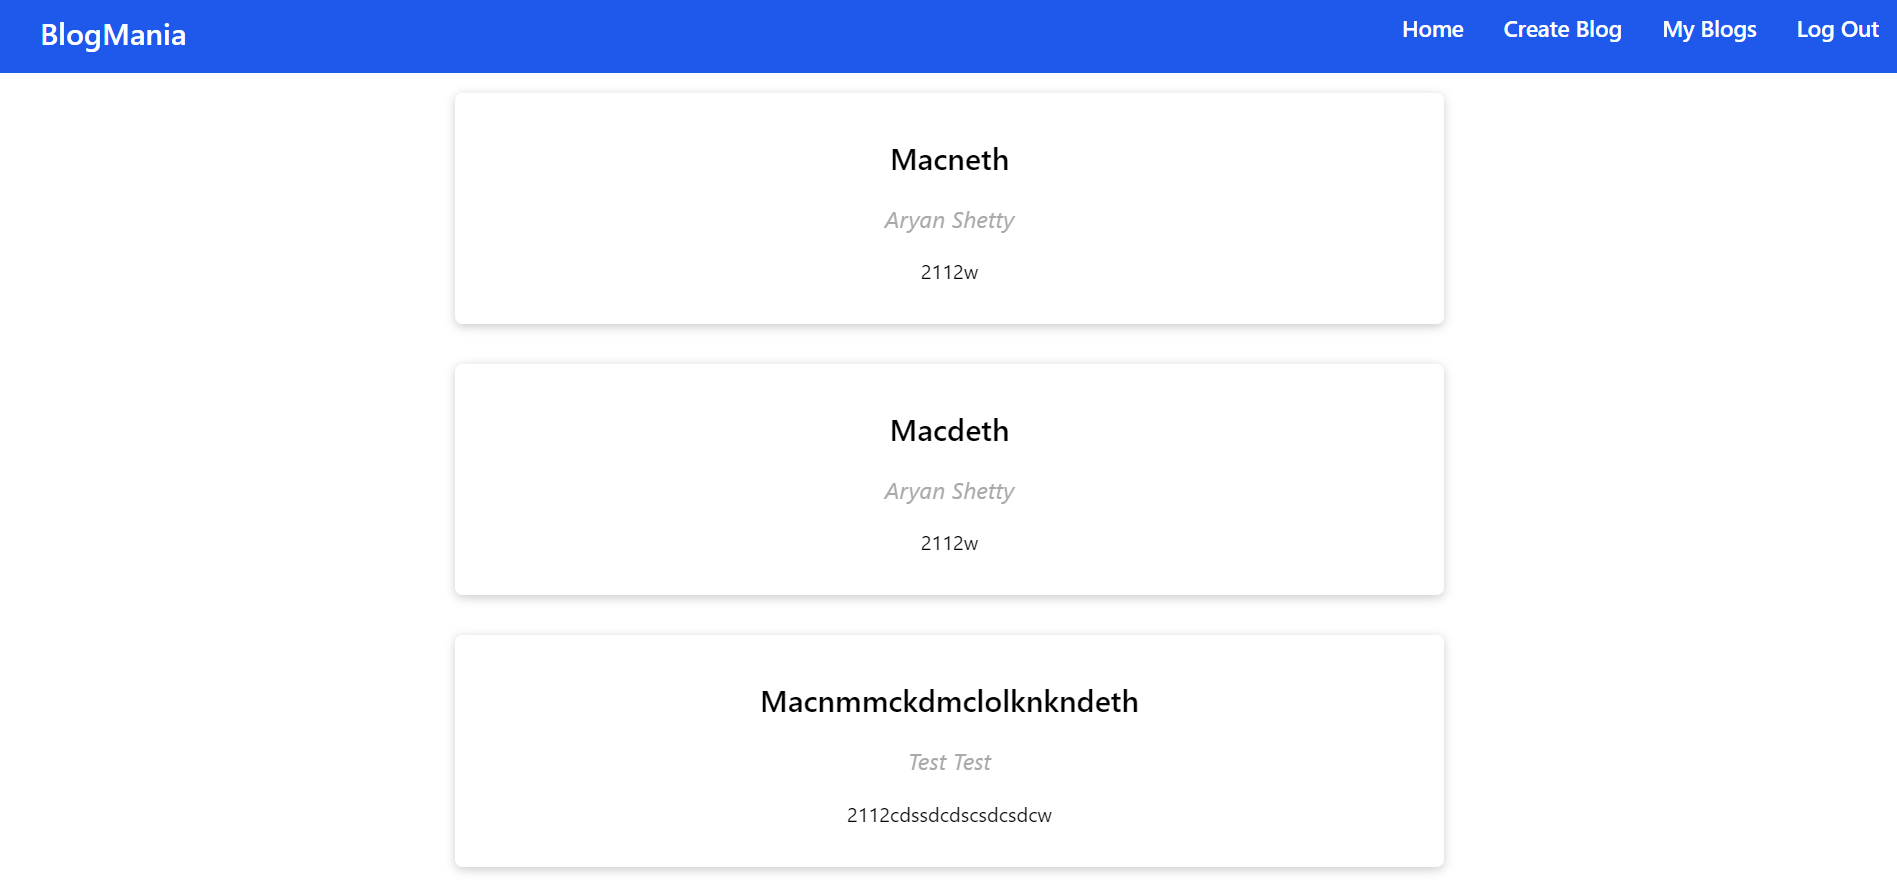 BlogMania
Home Create Blog My Blogs Log Out
Macneth
Aryan Shetty
2112w
Macdeth
Aryan Shetty
2112w
Macnmmckdmclolknkndeth
Test Test
2112cdssdcdscsdcsdcw